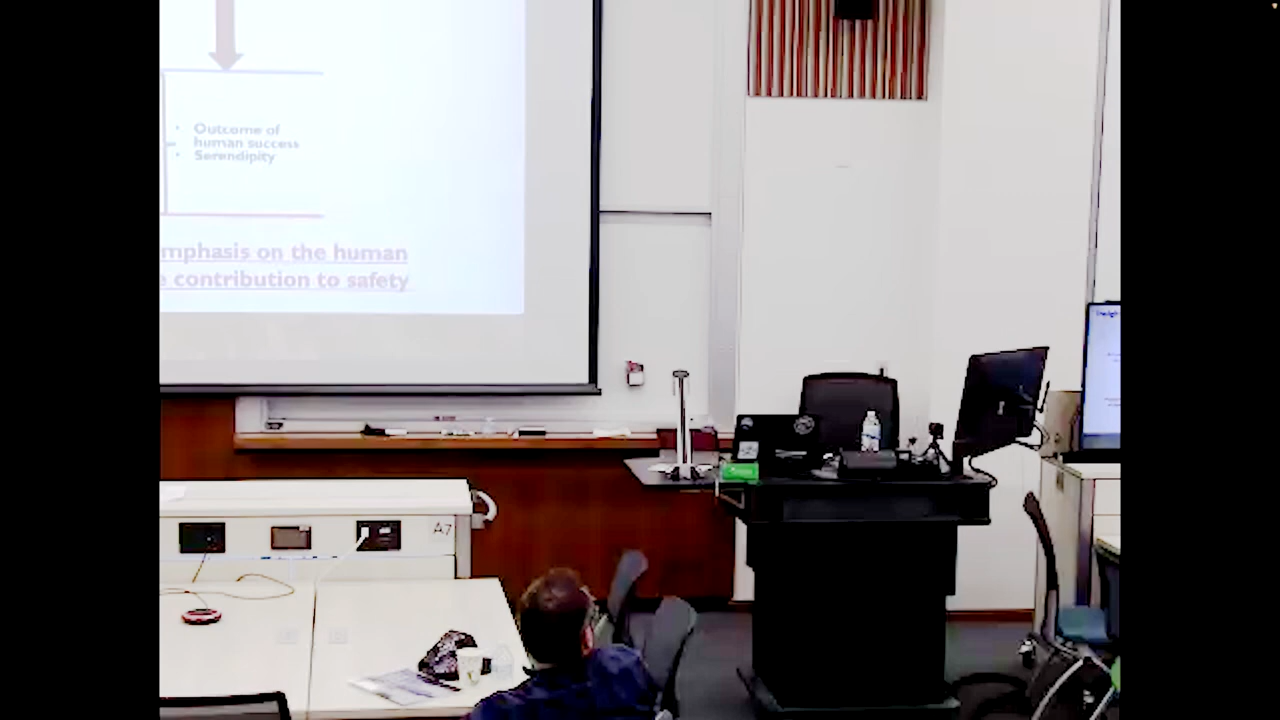 • Outcome of
human success
• Serendipity
mphasis on the human
e contribution to safety
A7